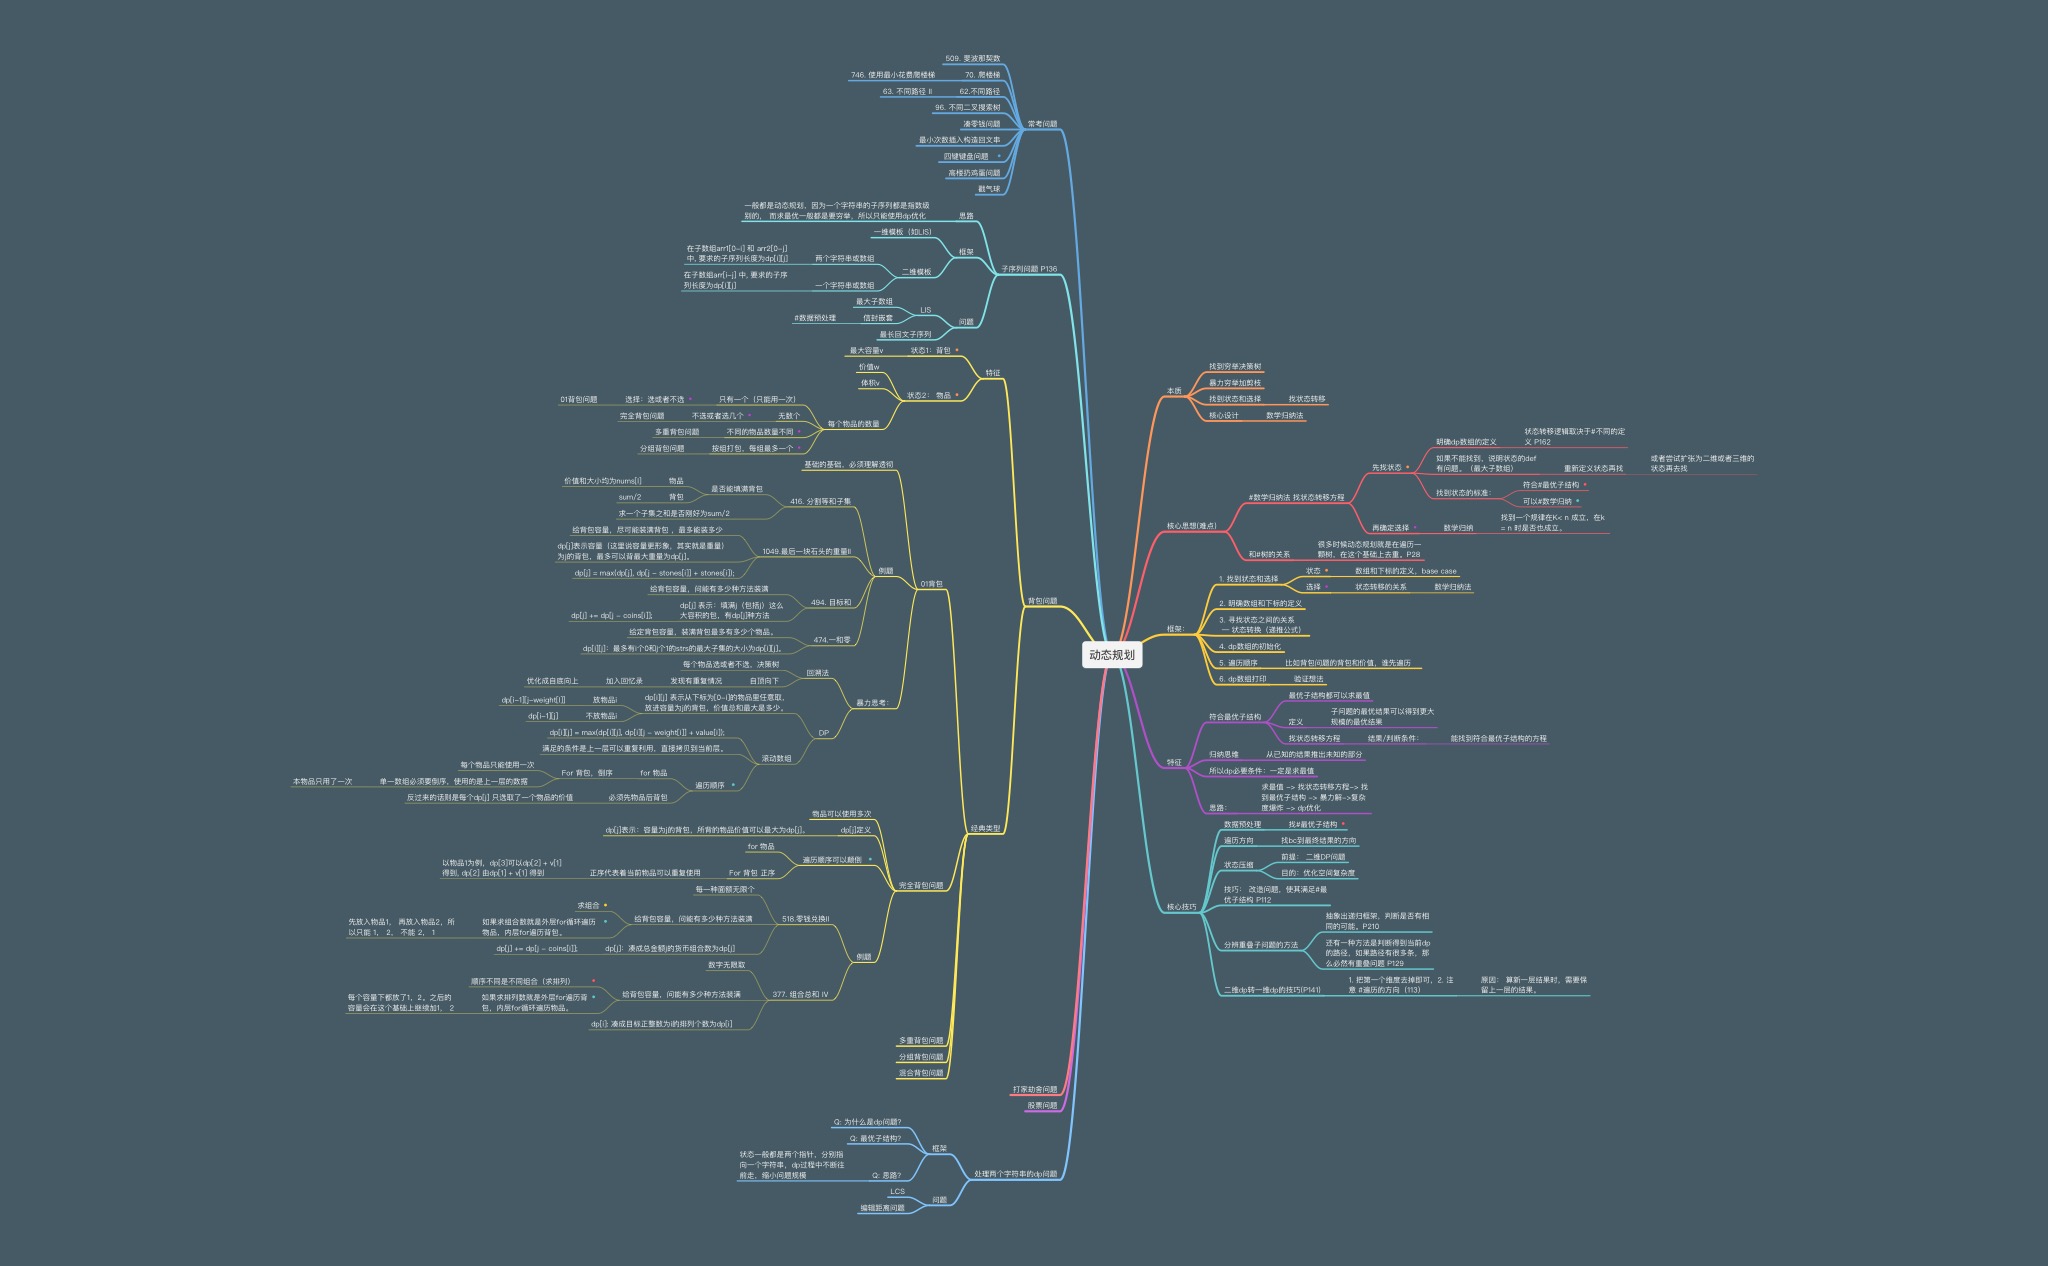 动态规划
本质
找到穷举决策树
暴力穷举加剪枝
找到状态和选择
找状态转移
核心设计
数学归纳法
核心思想(难点)
#数学归纳法 找状态转移方程
先找状态
明确dp数组的定义
状态转移逻辑取决于#不同的定
义 P162
如果不能找到，说明状态的def
有问题。（最大子数组）
重新定义状态再找
或者尝试扩张为二维或者三维的
状态再去找
找到状态的标准：
符合#最优子结构
可以#数学归纳
再确定选择
数学归纳
找到一个规律在K< n 成立，在k
= n 时是否也成立。
和#树的关系
很多时候动态规划就是在遍历一
颗树，在这个基础上去重。P28
框架：
1. 找到状态和选择
状态
数组和下标的定义，base case
选择
状态转移的关系
数学归纳法
2. 明确数组和下标的定义
3. 寻找状态之间的关系
— 状态转换（递推公式）
4. dp数组的初始化
5. 遍历顺序
比如背包问题的背包和价值，谁先遍历
6. dp数组打印
验证想法
特征
符合最优子结构
最优子结构都可以求最值
定义
子问题的最优结果可以得到更大
规模的最优结果
找状态转移方程
结果/判断条件：
能找到符合最优子结构的方程
归纳思维
从已知的结果推出未知的部分
所以dp必要条件：一定是求最值
思路：
求最值 -> 找状态转移方程-> 找
到最优子结构 -> 暴力解->复杂
度爆炸 -> dp优化
核心技巧
数据预处理
找#最优子结构
遍历方向
找bc到最终结果的方向
状态压缩
前提： 二维DP问题
目的：优化空间复杂度
技巧： 改造问题，使其满足#最
优子结构 P112
分辨重叠子问题的方法
抽象出递归框架，判断是否有相
同的可能。P210
还有一种方法是判断得到当前dp
的路径，如果路径有很多条，那
么必然有重叠问题 P129
二维dp转一维dp的技巧(P141)
1. 把第一个维度去掉即可，2. 注
意 #遍历的方向（113）
原因： 算新一层结果时，需要保
留上一层的结果。
常考问题
509. 斐波那契数
70. 爬楼梯
746. 使用最小花费爬楼梯
62.不同路径
63. 不同路径 II
96. 不同二叉搜索树
凑零钱问题
最小次数插入构造回文串
四键键盘问题
高楼扔鸡蛋问题
戳气球
子序列问题 P136
思路
一般都是动态规划，因为一个字符串的子序列都是指数级
别的， 而求最优一般都是要穷举，所以只能使用dp优化
框架
一维模板（如LIS）
二维模板
两个字符串或数组
在子数组arr1[0-i] 和 arr2[0-j]
中, 要求的子序列长度为dp[i][j]
一个字符串或数组
在子数组arr[i-j] 中, 要求的子序
列长度为dp[i][j]
问题
LIS
最大子数组
信封嵌套
#数据预处理
最长回文子序列
背包问题
特征
状态1：背包
最大容量v
状态2： 物品
价值w
体积v
每个物品的数量
只有一个（只能用一次）
选择：选或者不选
01背包问题
无数个
不选或者选几个
完全背包问题
不同的物品数量不同
多重背包问题
按组打包，每组最多一个
分组背包问题
经典类型
01背包
基础的基础，必须理解透彻
例题
416. 分割等和子集
是否能填满背包
物品
价值和大小均为nums[i]
背包
sum/2
求一个子集之和是否刚好为sum/2
1049.最后一块石头的重量II
给背包容量，尽可能装满背包 ，最多能装多少
dp[j]表示容量（这里说容量更形象，其实就是重量）
为j的背包，最多可以背最大重量为dp[j]。
dp[j] = max(dp[j], dp[j - stones[i]] + stones[i]);
494. 目标和
给背包容量，问能有多少种方法装满
dp[j] 表示：填满j（包括j）这么
大容积的包，有dp[j]种方法
dp[j] += dp[j - coins[i]];
474.一和零
给定背包容量，装满背包最多有多少个物品。
dp[i][j]：最多有i个0和j个1的strs的最大子集的大小为dp[i][j]。
暴力思考：
回溯法
每个物品选或者不选，决策树
自顶向下
发现有重复情况
加入回忆录
优化成自底向上
DP
dp[i][j] 表示从下标为[0-i]的物品里任意取，
放进容量为j的背包，价值总和最大是多少。
放物品i
dp[i-1][j-weight[i]]
不放物品i
dp[i-1][j]
滚动数组
dp[i][j] = max(dp[i][j], dp[i][j - weight[i]] + value[i]);
满足的条件是上一层可以重复利用，直接拷贝到当前层。
遍历顺序
for 物品
For 背包，倒序
每个物品只能使用一次
单一数组必须要倒序，使用的是上一层的数据
本物品只用了一次
必须先物品后背包
反过来的话则是每个dp[j] 只选取了一个物品的价值
完全背包问题
物品可以使用多次
dp[j]定义
dp[j]表示：容量为j的背包，所背的物品价值可以最大为dp[j]。
遍历顺序可以颠倒
for 物品
For 背包 正序
正序代表着当前物品可以重复使用
以物品1为例，dp[3]可以dp[2] + v[1]
得到, dp[2] 由dp[1] + v[1] 得到
例题
518.零钱兑换II
每一种面额无限个
给背包容量，问能有多少种方法装满
求组合
如果求组合数就是外层for循环遍历
物品，内层for遍历背包。
先放入物品1， 再放入物品2，所
以只能 1， 2， 不能 2， 1
dp[j]：凑成总金额j的货币组合数为dp[j]
dp[j] += dp[j - coins[i]];
377. 组合总和 IV
数字无限取
给背包容量，问能有多少种方法装满
顺序不同是不同组合（求排列）
如果求排列数就是外层for遍历背
包，内层for循环遍历物品。
每个容量下都放了1，2。之后的
容量会在这个基础上继续加1， 2
dp[i]: 凑成目标正整数为i的排列个数为dp[i]
多重背包问题
分组背包问题
混合背包问题
打家劫舍问题
股票问题
处理两个字符串的dp问题
框架
Q: 为什么是dp问题?
Q: 最优子结构?
Q: 思路?
状态一般都是两个指针，分别指
向一个字符串，dp过程中不断往
前走，缩小问题规模
问题
LCS
编辑距离问题